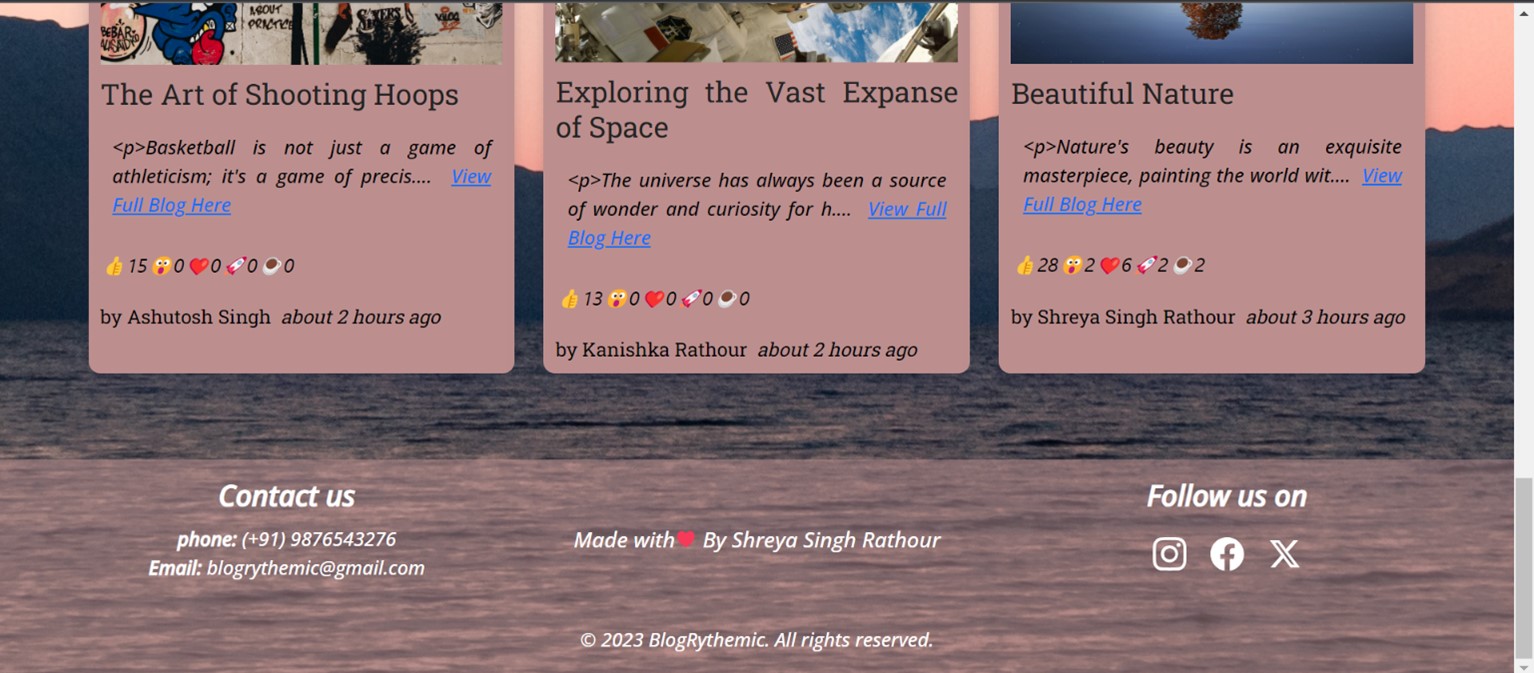 ABOUT
PRACTICE
The Art of Shooting Hoops
<p>Basketball is not just a game of
athleticism; it's a game of precis.... View
Full Blog Here
👍15 😲0 ❤️0 🚀0 ☕0
by Ashutosh Singh about 2 hours ago
Exploring the Vast Expanse
of Space
<p>The universe has always been a source
of wonder and curiosity for h.... View Full
Blog Here
👍13 😲0 ❤️0 🚀0 ☕0
by Kanishka Rathour about 2 hours ago
Beautiful Nature
<p>Nature's beauty is an exquisite
masterpiece, painting the world wit.... View
Full Blog Here
👍28 😲2 ❤️6 🚀2 ☕2
by Shreya Singh Rathour about 3 hours ago
Contact us
phone: (+91) 9876543276
Email: blogrythemic@gmail.com
Made with❤️ By Shreya Singh Rathour
Follow us on
© 2023 BlogRythemic. All rights reserved.